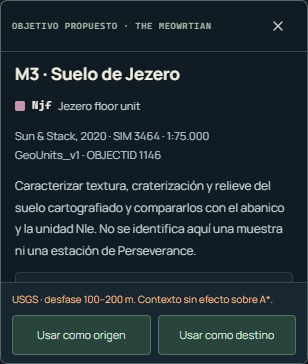 OBJETIVO PROPUESTO · THE MEOWRTIAN
M3 · Suelo de Jezero
Njf Jezero floor unit
Sun & Stack, 2020 · SIM 3464 · 1:75.000
GeoUnits_v1 · OBJECTID 1146
Caracterizar textura, craterización y relieve del
suelo cartografiado y compararlos con el abanico
y la unidad Nle. No se identifica aquí una muestra
ni una estación de Perseverance.
USGS · desfase 100–200 m. Contexto sin efecto sobre A*.
Usar como origen
Usar como destino